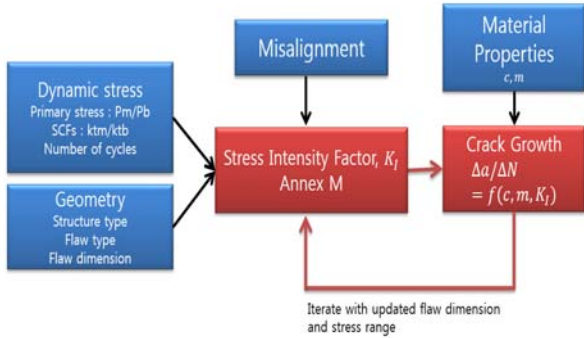 Misalignment
Material
Properties
c, m
Dynamic stress
Primary stress : Pm/Pb
SCFs : ktm/ktb
Number of cycles
Stress Intensity Factor, K_I
Annex M
Crack Growth
Δa/ΔN
= f(c, m, K_I)
Geometry
Structure type
Flaw type
Flaw dimension
Iterate with updated flaw dimension
and stress range